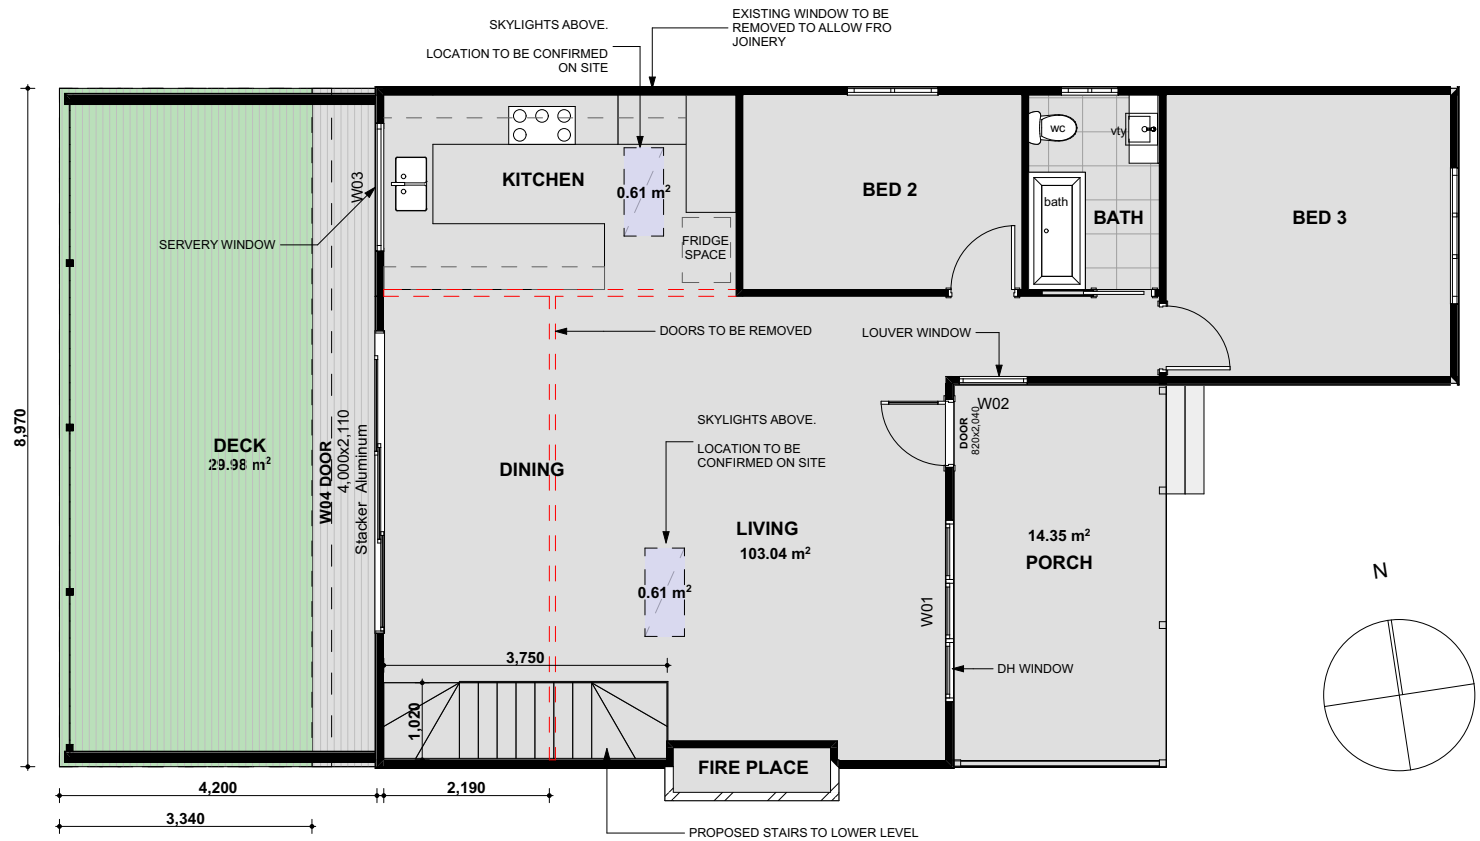 SKYLIGHTS ABOVE.
LOCATION TO BE CONFIRMED
ON SITE
EXISTING WINDOW TO BE
REMOVED TO ALLOW FRO
JOINERY
KITCHEN
0.61 m²
FRIDGE
SPACE
W03
SERVERY WINDOW
BED 2
wc
vty
bath
BATH
BED 3
DOORS TO BE REMOVED
LOUVER WINDOW
8,970
DECK
29.98 m²
W04 DOOR
4,000x2,110
Stacker Aluminum
DINING
SKYLIGHTS ABOVE.
LOCATION TO BE
CONFIRMED ON SITE
W02
DOOR
820x2,040
LIVING
103.04 m²
0.61 m²
14.35 m²
PORCH
W01
DH WINDOW
N
3,750
1,020
FIRE PLACE
4,200
2,190
3,340
PROPOSED STAIRS TO LOWER LEVEL